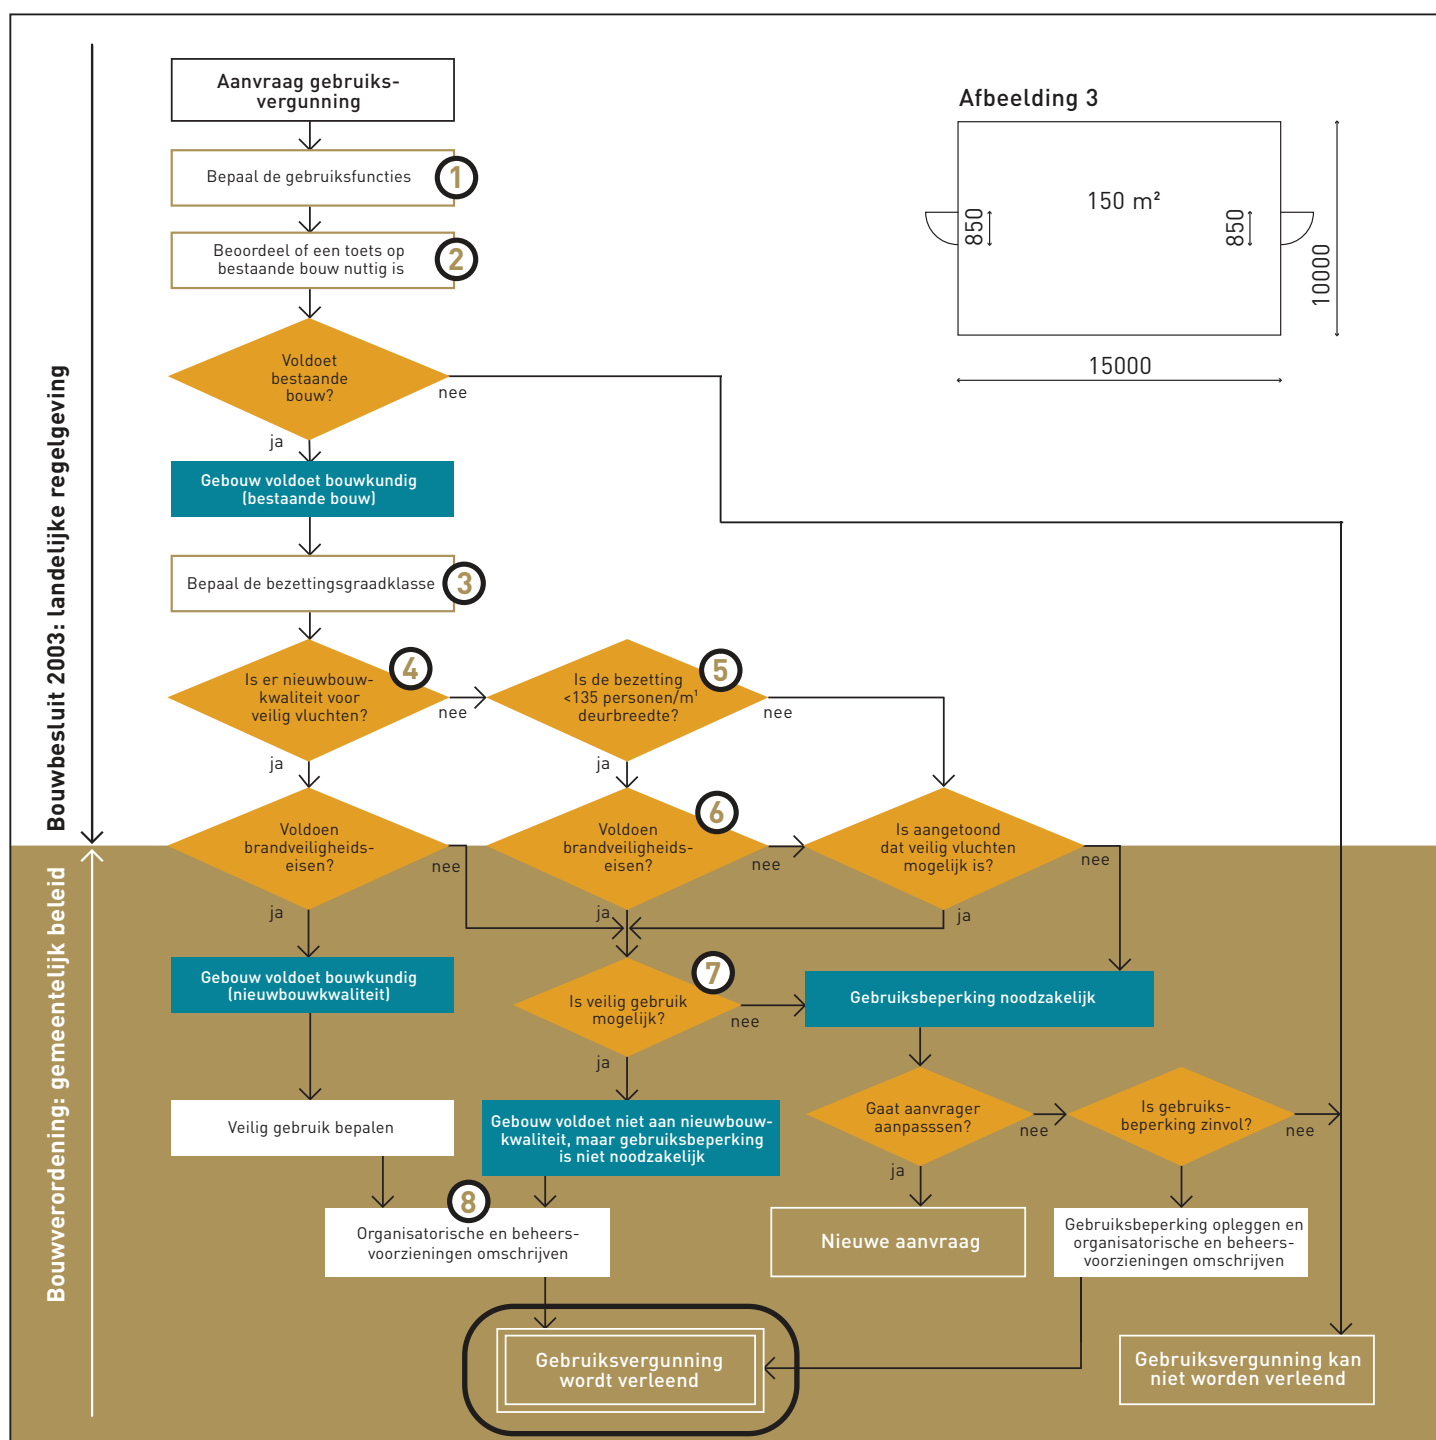 Aanvraag gebruiks-
vergunning
Bepaal de gebruiksfuncties
1
Beoordeel of een toets op
bestaande bouw nuttig is
2
Voldoet
bestaande
bouw?
nee
ja
Gebouw voldoet bouwkundig
(bestaande bouw)
Bepaal de bezettingsgraadklasse
3
Is er nieuwbouw-
kwaliteit voor
veilig vluchten?
4
nee
ja
Is de bezetting
<135 personen/m¹
deurbreedte?
5
nee
ja
Voldoen
brandveiligheids-
eisen?
nee
ja
Voldoen
brandveiligheids-
eisen?
6
nee
ja
Is aangetoond
dat veilig vluchten
mogelijk is?
nee
ja
Gebouw voldoet bouwkundig
(nieuwbouwkwaliteit)
Is veilig gebruik
mogelijk?
7
nee
ja
Gebruiksbeperking noodzakelijk
Veilig gebruik bepalen
Gebouw voldoet niet aan nieuwbouw-
kwaliteit, maar gebruiksbeperking
is niet noodzakelijk
Gaat aanvrager
aanpasssen?
nee
ja
Is gebruiks-
beperking zinvol?
nee
8
Organisatorische en beheers-
voorzieningen omschrijven
Nieuwe aanvraag
Gebruiksbeperking opleggen en
organisatorische en beheers-
voorzieningen omschrijven
Gebruiksvergunning
wordt verleend
Gebruiksvergunning kan
niet worden verleend
Afbeelding 3
150 m²
850
850
10000
15000
Bouwbesluit 2003: landelijke regelgeving
Bouwverordening: gemeentelijk beleid